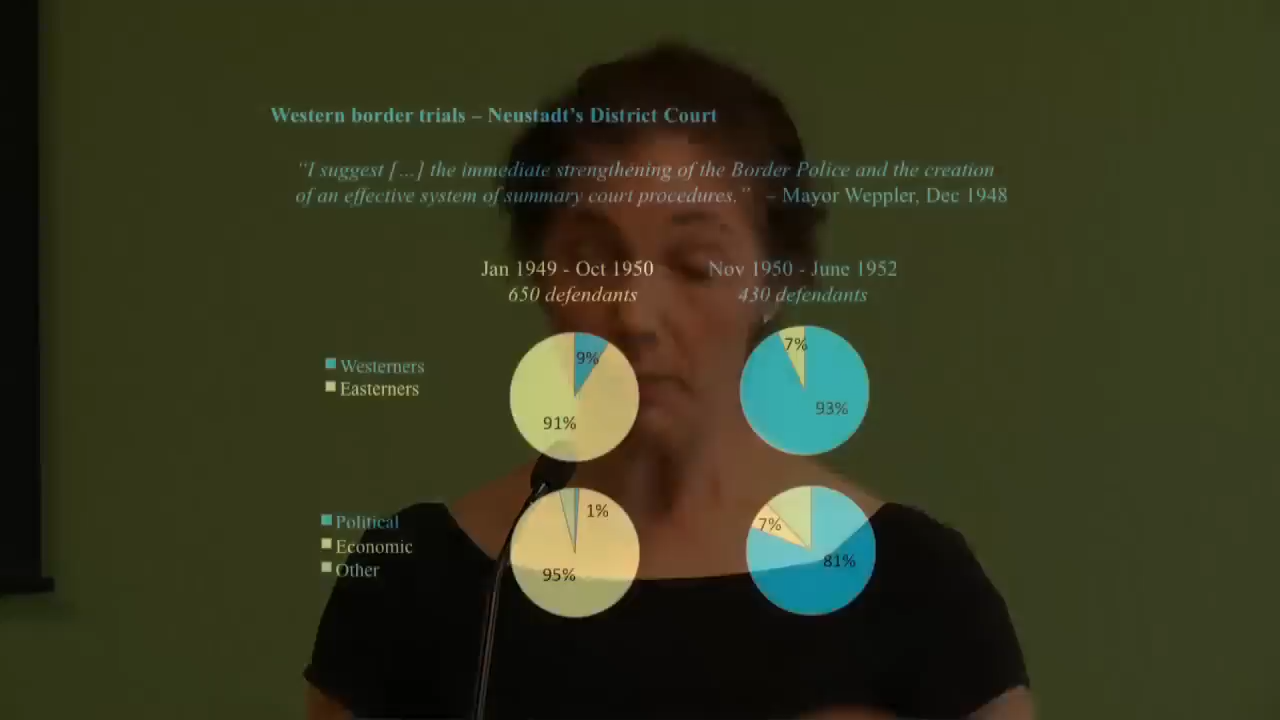 Western border trials – Neustadt's District Court
"I suggest [...] the immediate strengthening of the Border Police and the creation
of an effective system of summary court procedures." – Mayor Weppler, Dec 1948
Jan 1949 - Oct 1950
650 defendants
Nov 1950 - June 1952
430 defendants
Westerners
Easterners
9%
91%
7%
93%
Political
Economic
Other
1%
95%
7%
81%